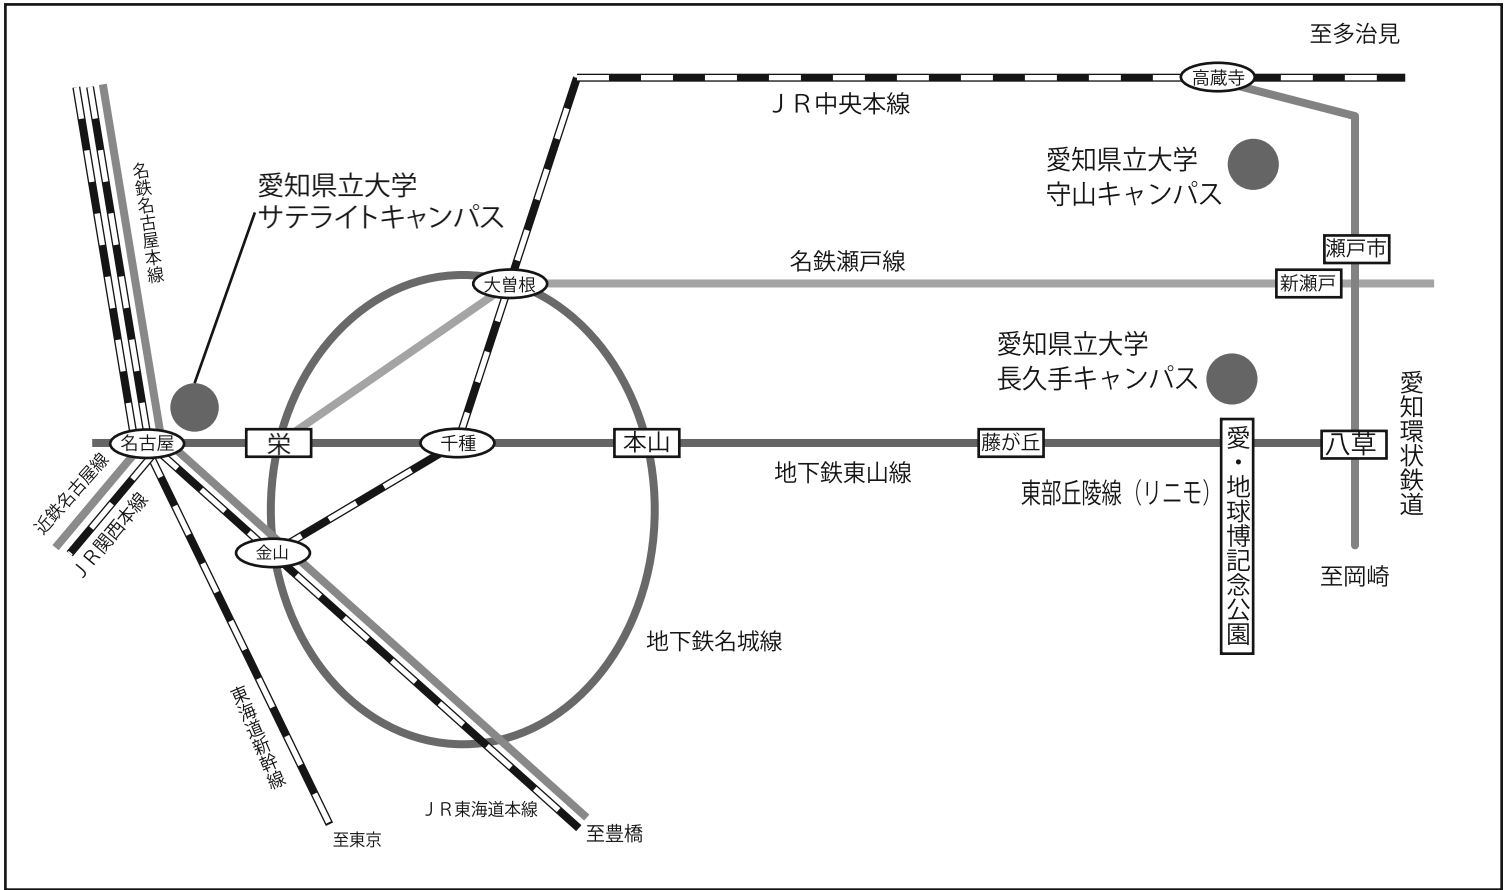 至多治見
高蔵寺
ＪＲ中央本線
愛知県立大学
守山キャンパス
名鉄名古屋本線
愛知県立大学
サテライトキャンパス
瀬戸市
名鉄瀬戸線
大曽根
新瀬戸
愛知県立大学
長久手キャンパス
愛知環状鉄道
名古屋
栄
千種
本山
藤が丘
愛・地球博記念公園
八草
地下鉄東山線
東部丘陵線（リニモ）
近鉄名古屋線
ＪＲ関西本線
金山
至岡崎
地下鉄名城線
東海道新幹線
ＪＲ東海道本線
至豊橋
至東京